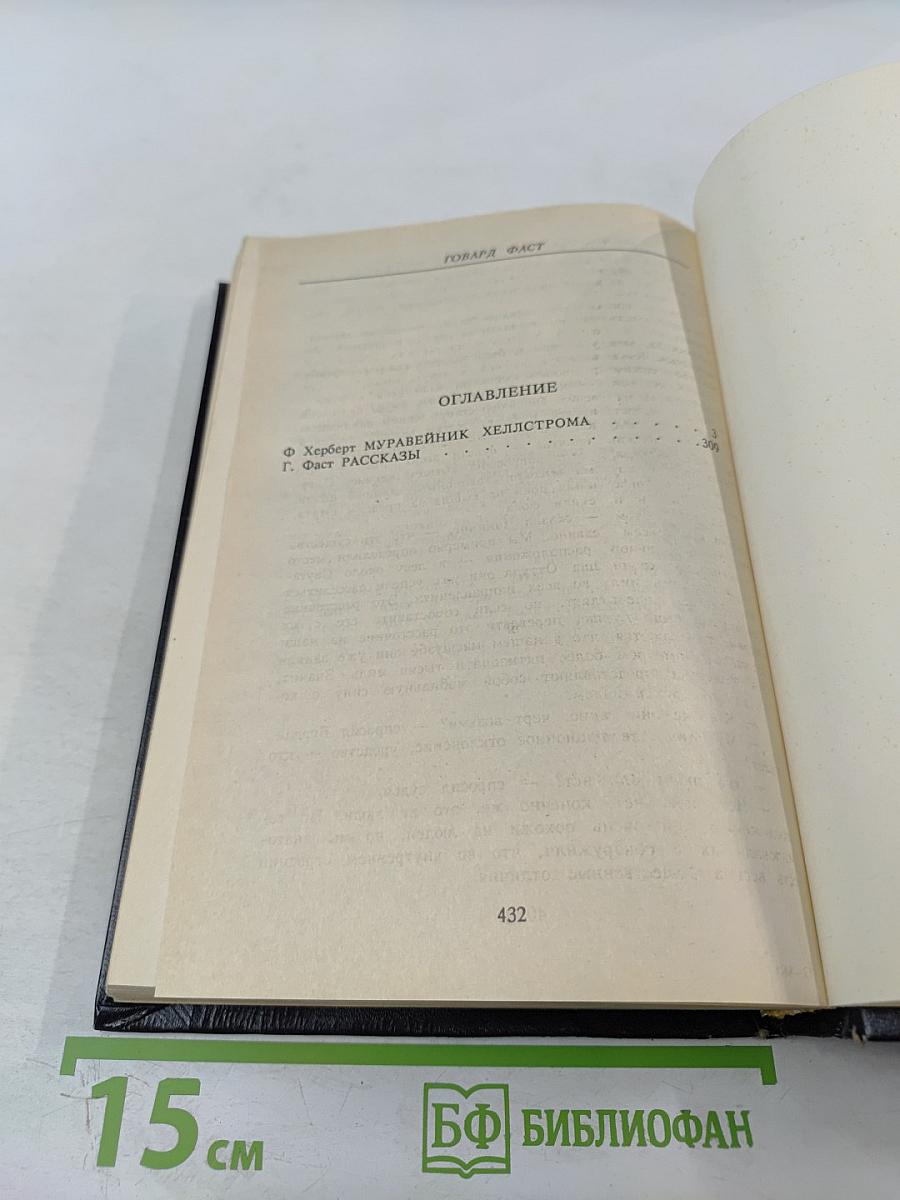 ГОВАРД ФАСТ
ОГЛАВЛЕНИЕ
Ф Херберт МУРАВЕЙНИК ХЕЛЛСТРОМА . . . . . . 3
Г. Фаст РАССКАЗЫ . . . . . . . . . . . . . 309
432
15 см
БФ БИБЛИОФАН